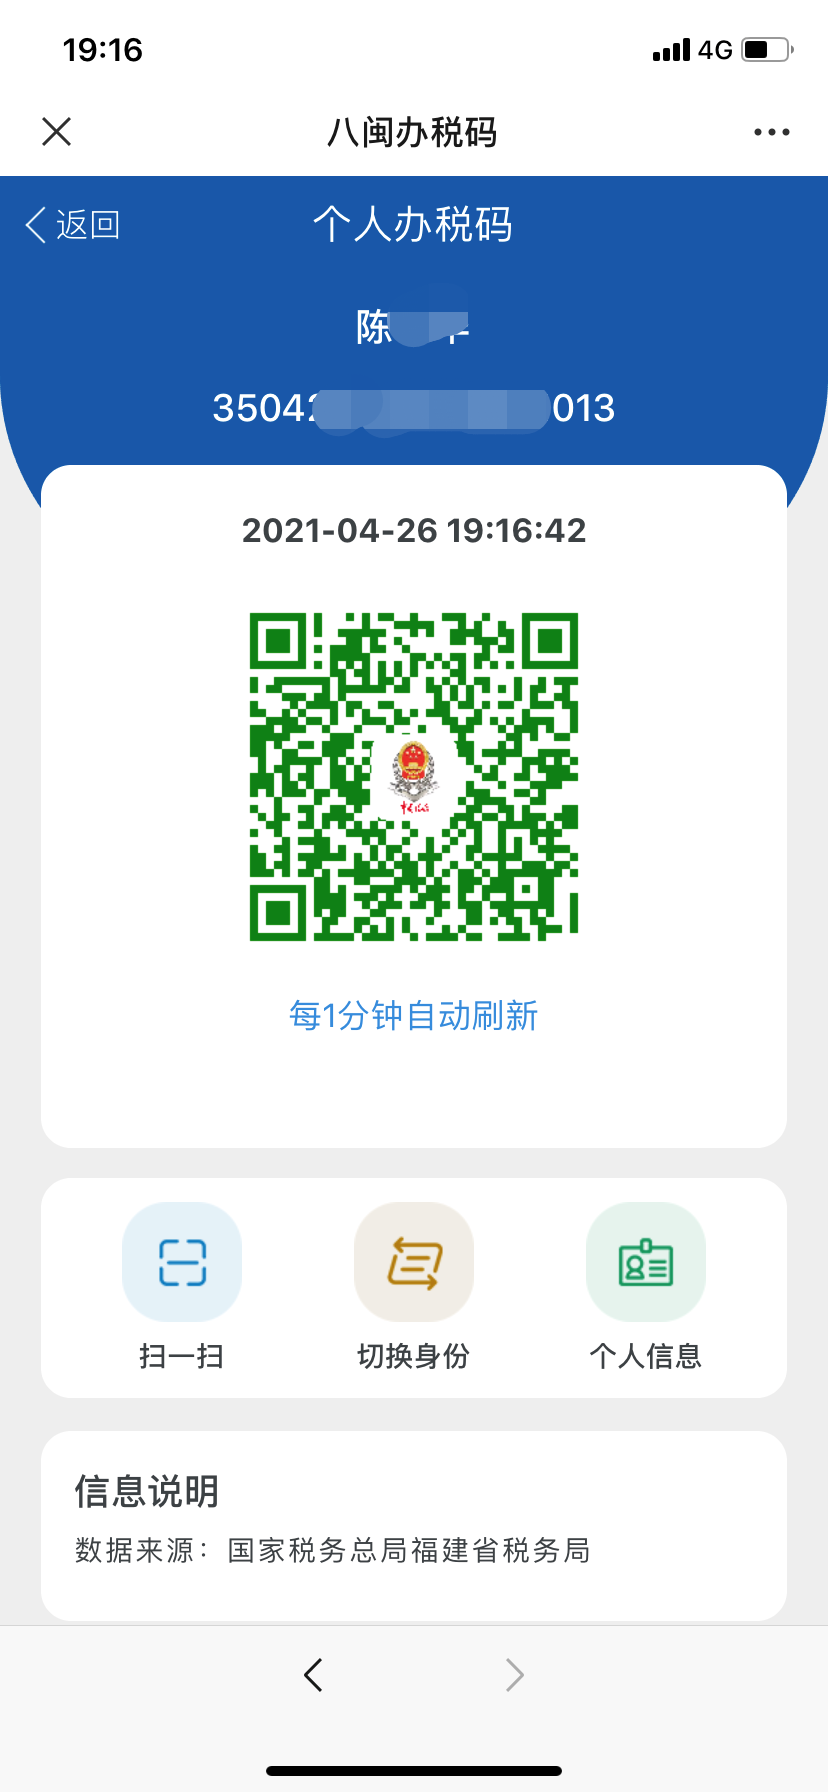 19:16
4G
八闽办税码
返回
个人办税码
陈
3504
013
2021-04-26 19:16:42
每1分钟自动刷新
扫一扫
切换身份
个人信息
信息说明
数据来源：国家税务总局福建省税务局